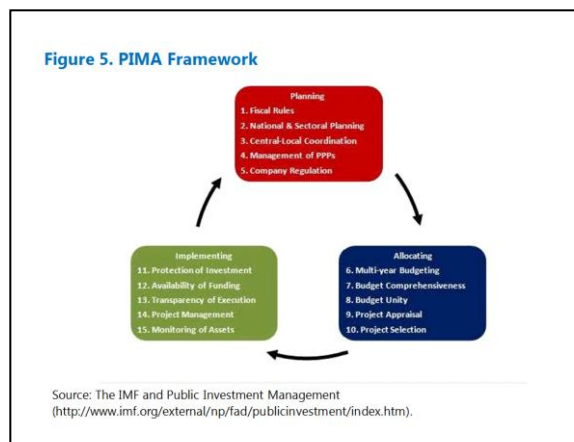 Figure 5. PIMA Framework
Planning
1. Fiscal Rules
2. National & Sectoral Planning
3. Central-Local Coordination
4. Management of PPPs
5. Company Regulation
Implementing
11. Protection of Investment
12. Availability of Funding
13. Transparency of Execution
14. Project Management
15. Monitoring of Assets
Allocating
6. Multi-year Budgeting
7. Budget Comprehensiveness
8. Budget Unity
9. Project Appraisal
10. Project Selection
Source: The IMF and Public Investment Management
(http://www.imf.org/external/np/fad/publicinvestment/index.htm).